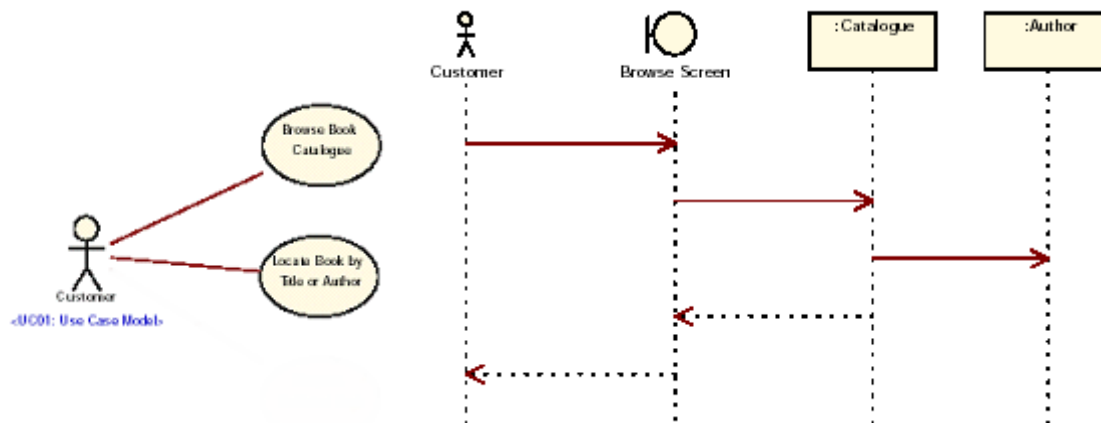 Customer
Browse Screen
:Catalogue
:Author
Browse Book
Catalogue
Locate Book by
Title or Author
Customer
<UC01: Use Case Model>